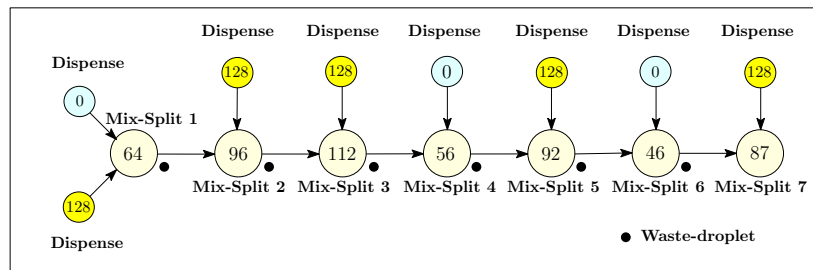 Dispense Dispense Dispense Dispense Dispense Dispense
Dispense
128 128 0 128 0 128
0
Mix-Split 1
64 96 112 56 92 46 87
Mix-Split 2 Mix-Split 3 Mix-Split 4 Mix-Split 5 Mix-Split 6 Mix-Split 7
128
Dispense
Waste-droplet